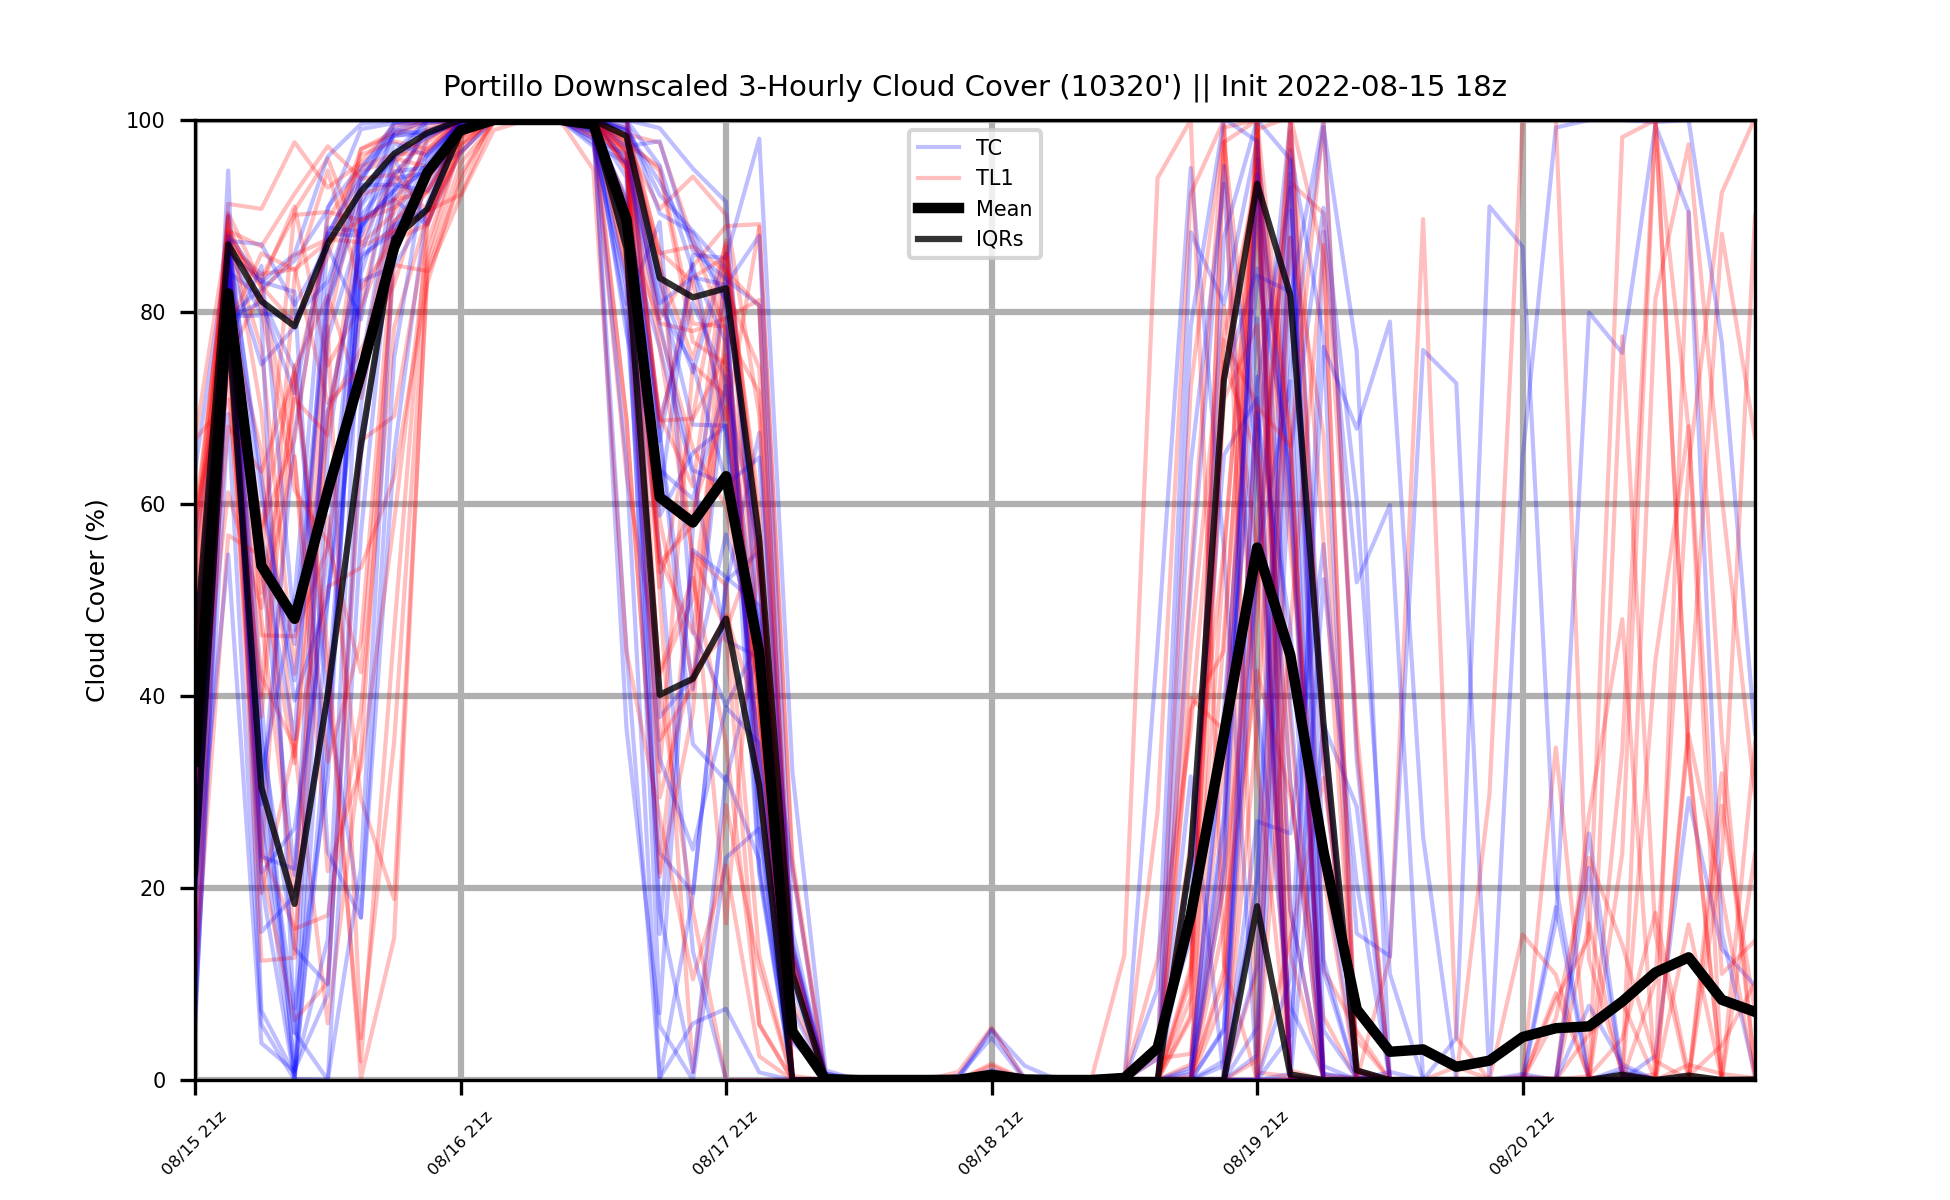 Portillo Downscaled 3-Hourly Cloud Cover (10320') || Init 2022-08-15 18z
Cloud Cover (%)
100
80
60
40
20
0
TC
TL1
Mean
IQRs
08/15 21z
08/16 21z
08/17 21z
08/18 21z
08/19 21z
08/20 21z